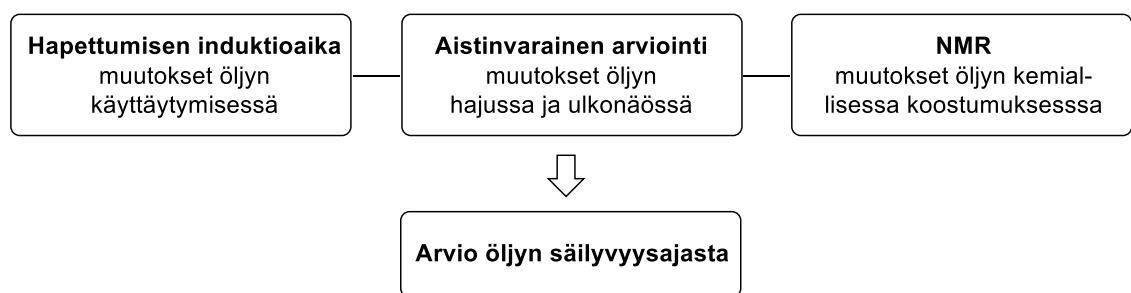 Hapettumisen induktioaika
muutokset öljyn
käyttäytymisessä
Aistinvarainen arviointi
muutokset öljyn
hajussa ja ulkonäössä
NMR
muutokset öljyn kemial-
lisessa koostumuksesssa
Arvio öljyn säilyvyysajasta